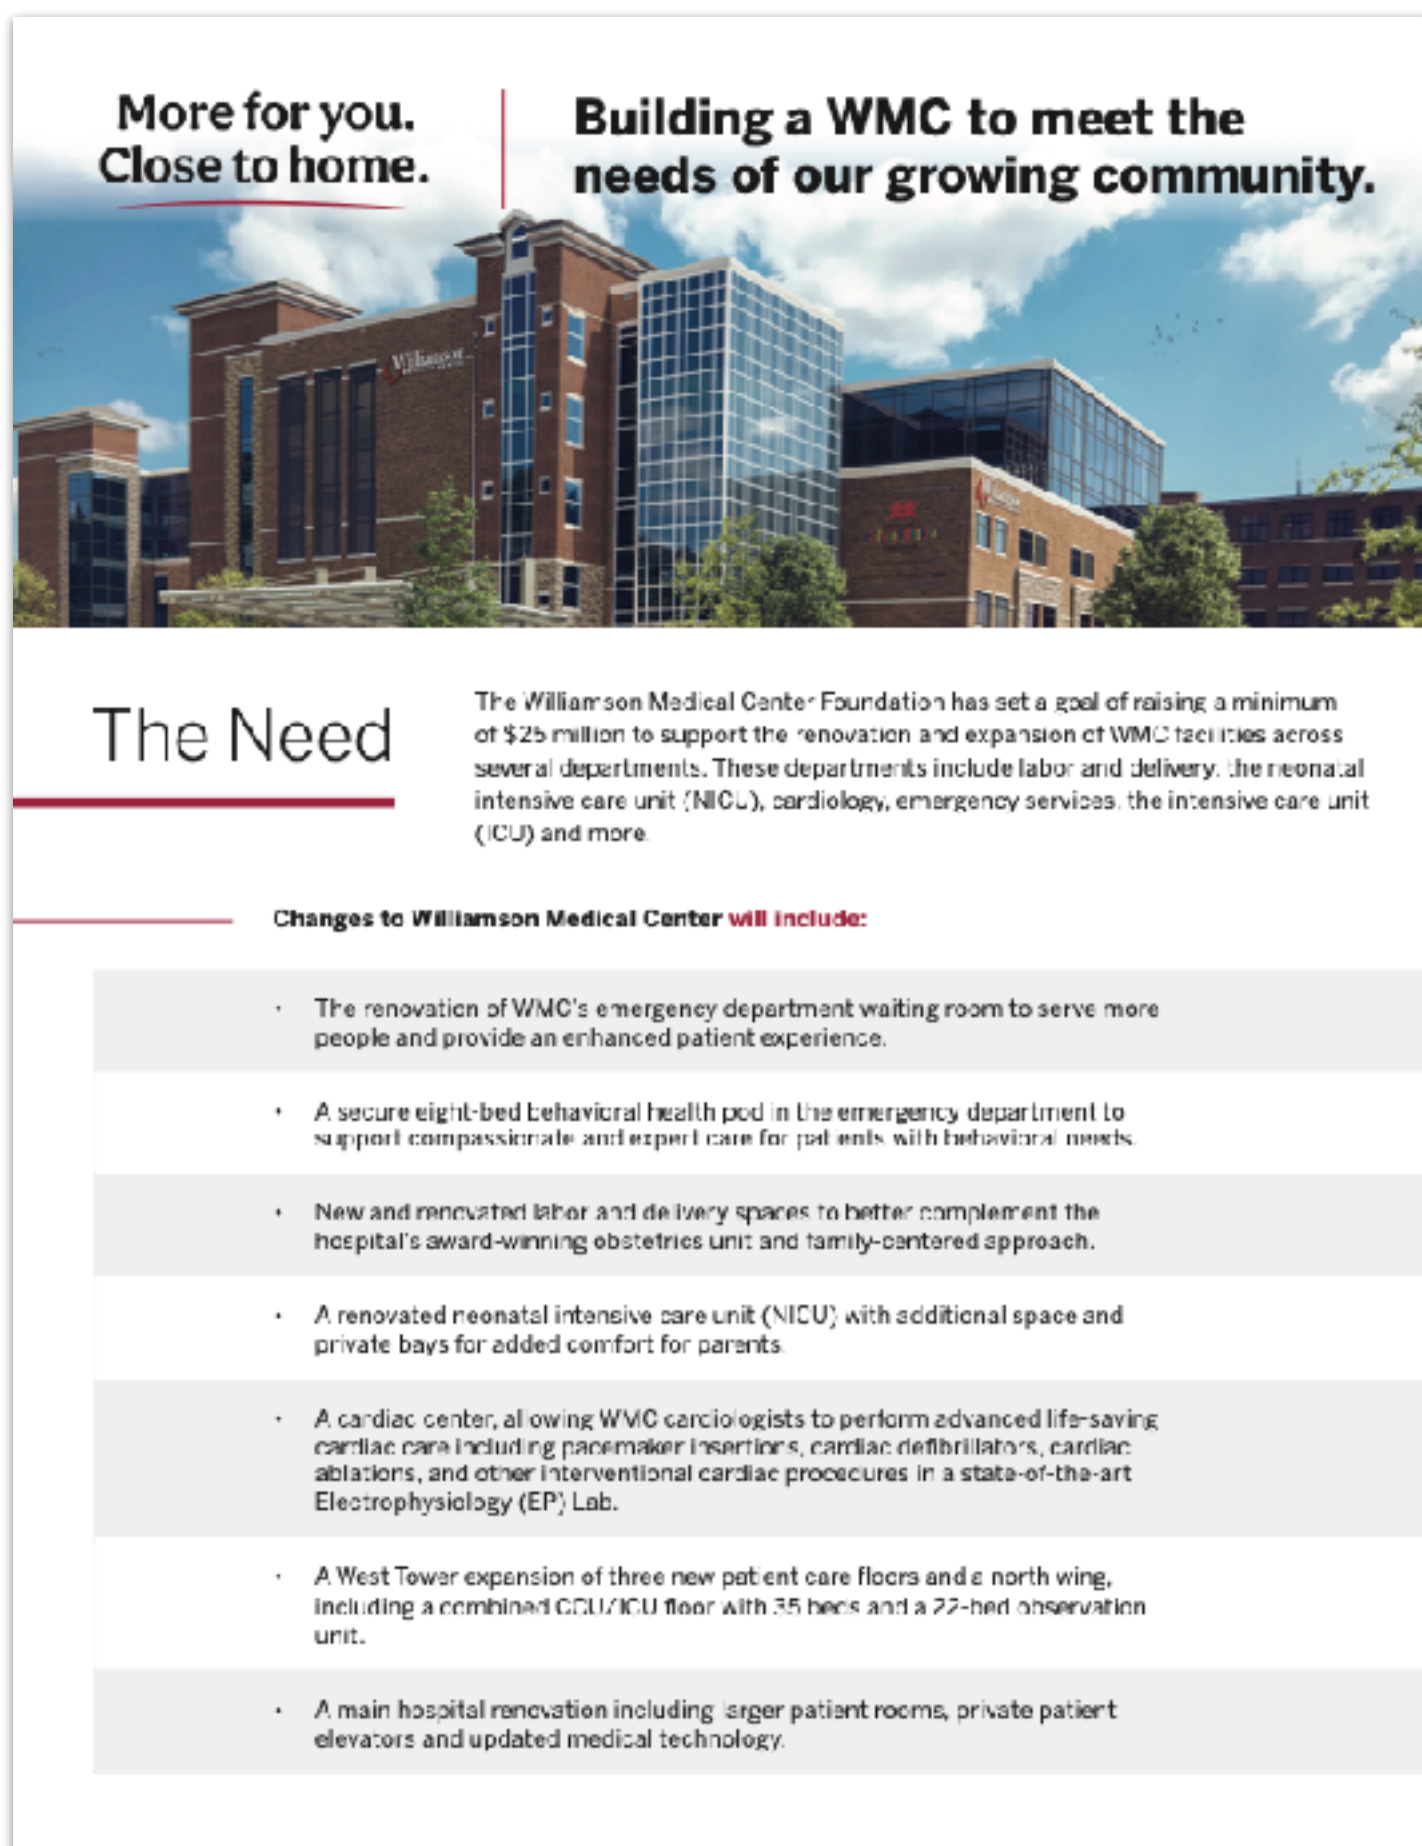 More for you.
Close to home.
Building a WMC to meet the
needs of our growing community.
Williamson
The Need
The Williamson Medical Center Foundation has set a goal of raising a minimum
of $25 million to support the renovation and expansion of WMC facilities across
several departments. These departments include labor and delivery, the neonatal
intensive care unit (NICU), cardiology, emergency services, the intensive care unit
(ICU) and more.
Changes to Williamson Medical Center will include:
• The renovation of WMC's emergency department waiting room to serve more
people and provide an enhanced patient experience.
• A secure eight-bed behavioral health pod in the emergency department to
support compassionate and expert care for patients with behavioral needs.
• New and renovated labor and delivery spaces to better complement the
hospital's award-winning obstetrics unit and family-centered approach.
• A renovated neonatal intensive care unit (NICU) with additional space and
private bays for added comfort for parents.
• A cardiac center, allowing WMC cardiologists to perform advanced life-saving
cardiac care including pacemaker insertions, cardiac defibrillators, cardiac
ablations, and other interventional cardiac procedures in a state-of-the-art
Electrophysiology (EP) Lab.
• A West Tower expansion of three new patient care floors and a north wing,
including a combined CCU/ICU floor with 35 beds and a 22-bed observation
unit.
• A main hospital renovation including larger patient rooms, private patient
elevators and updated medical technology.